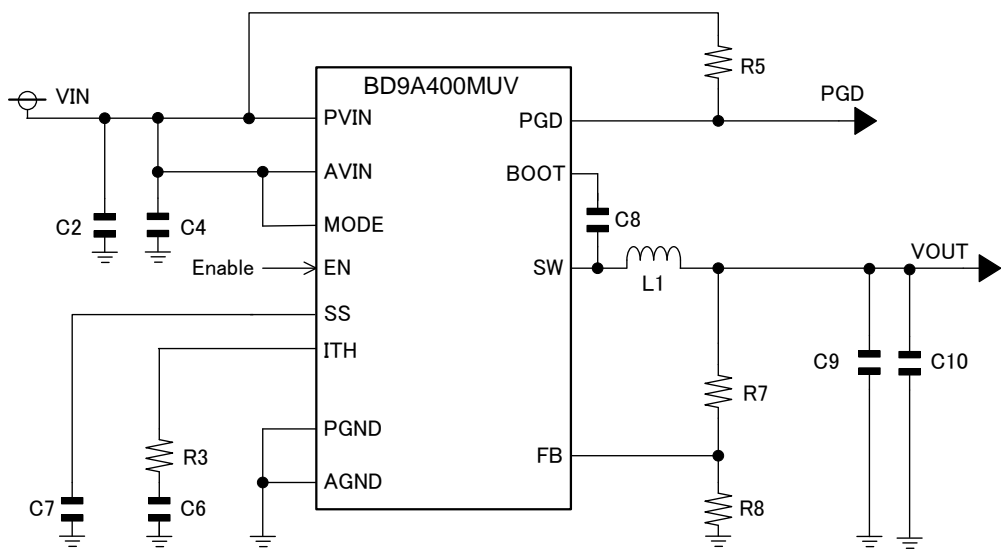 BD9A400MUV
R5
VIN
PGD
PVIN
PGD
AVIN
BOOT
C2
C4
MODE
C8
Enable
EN
SW
L1
VOUT
SS
ITH
C9
C10
R7
PGND
R3
FB
AGND
C7
C6
R8